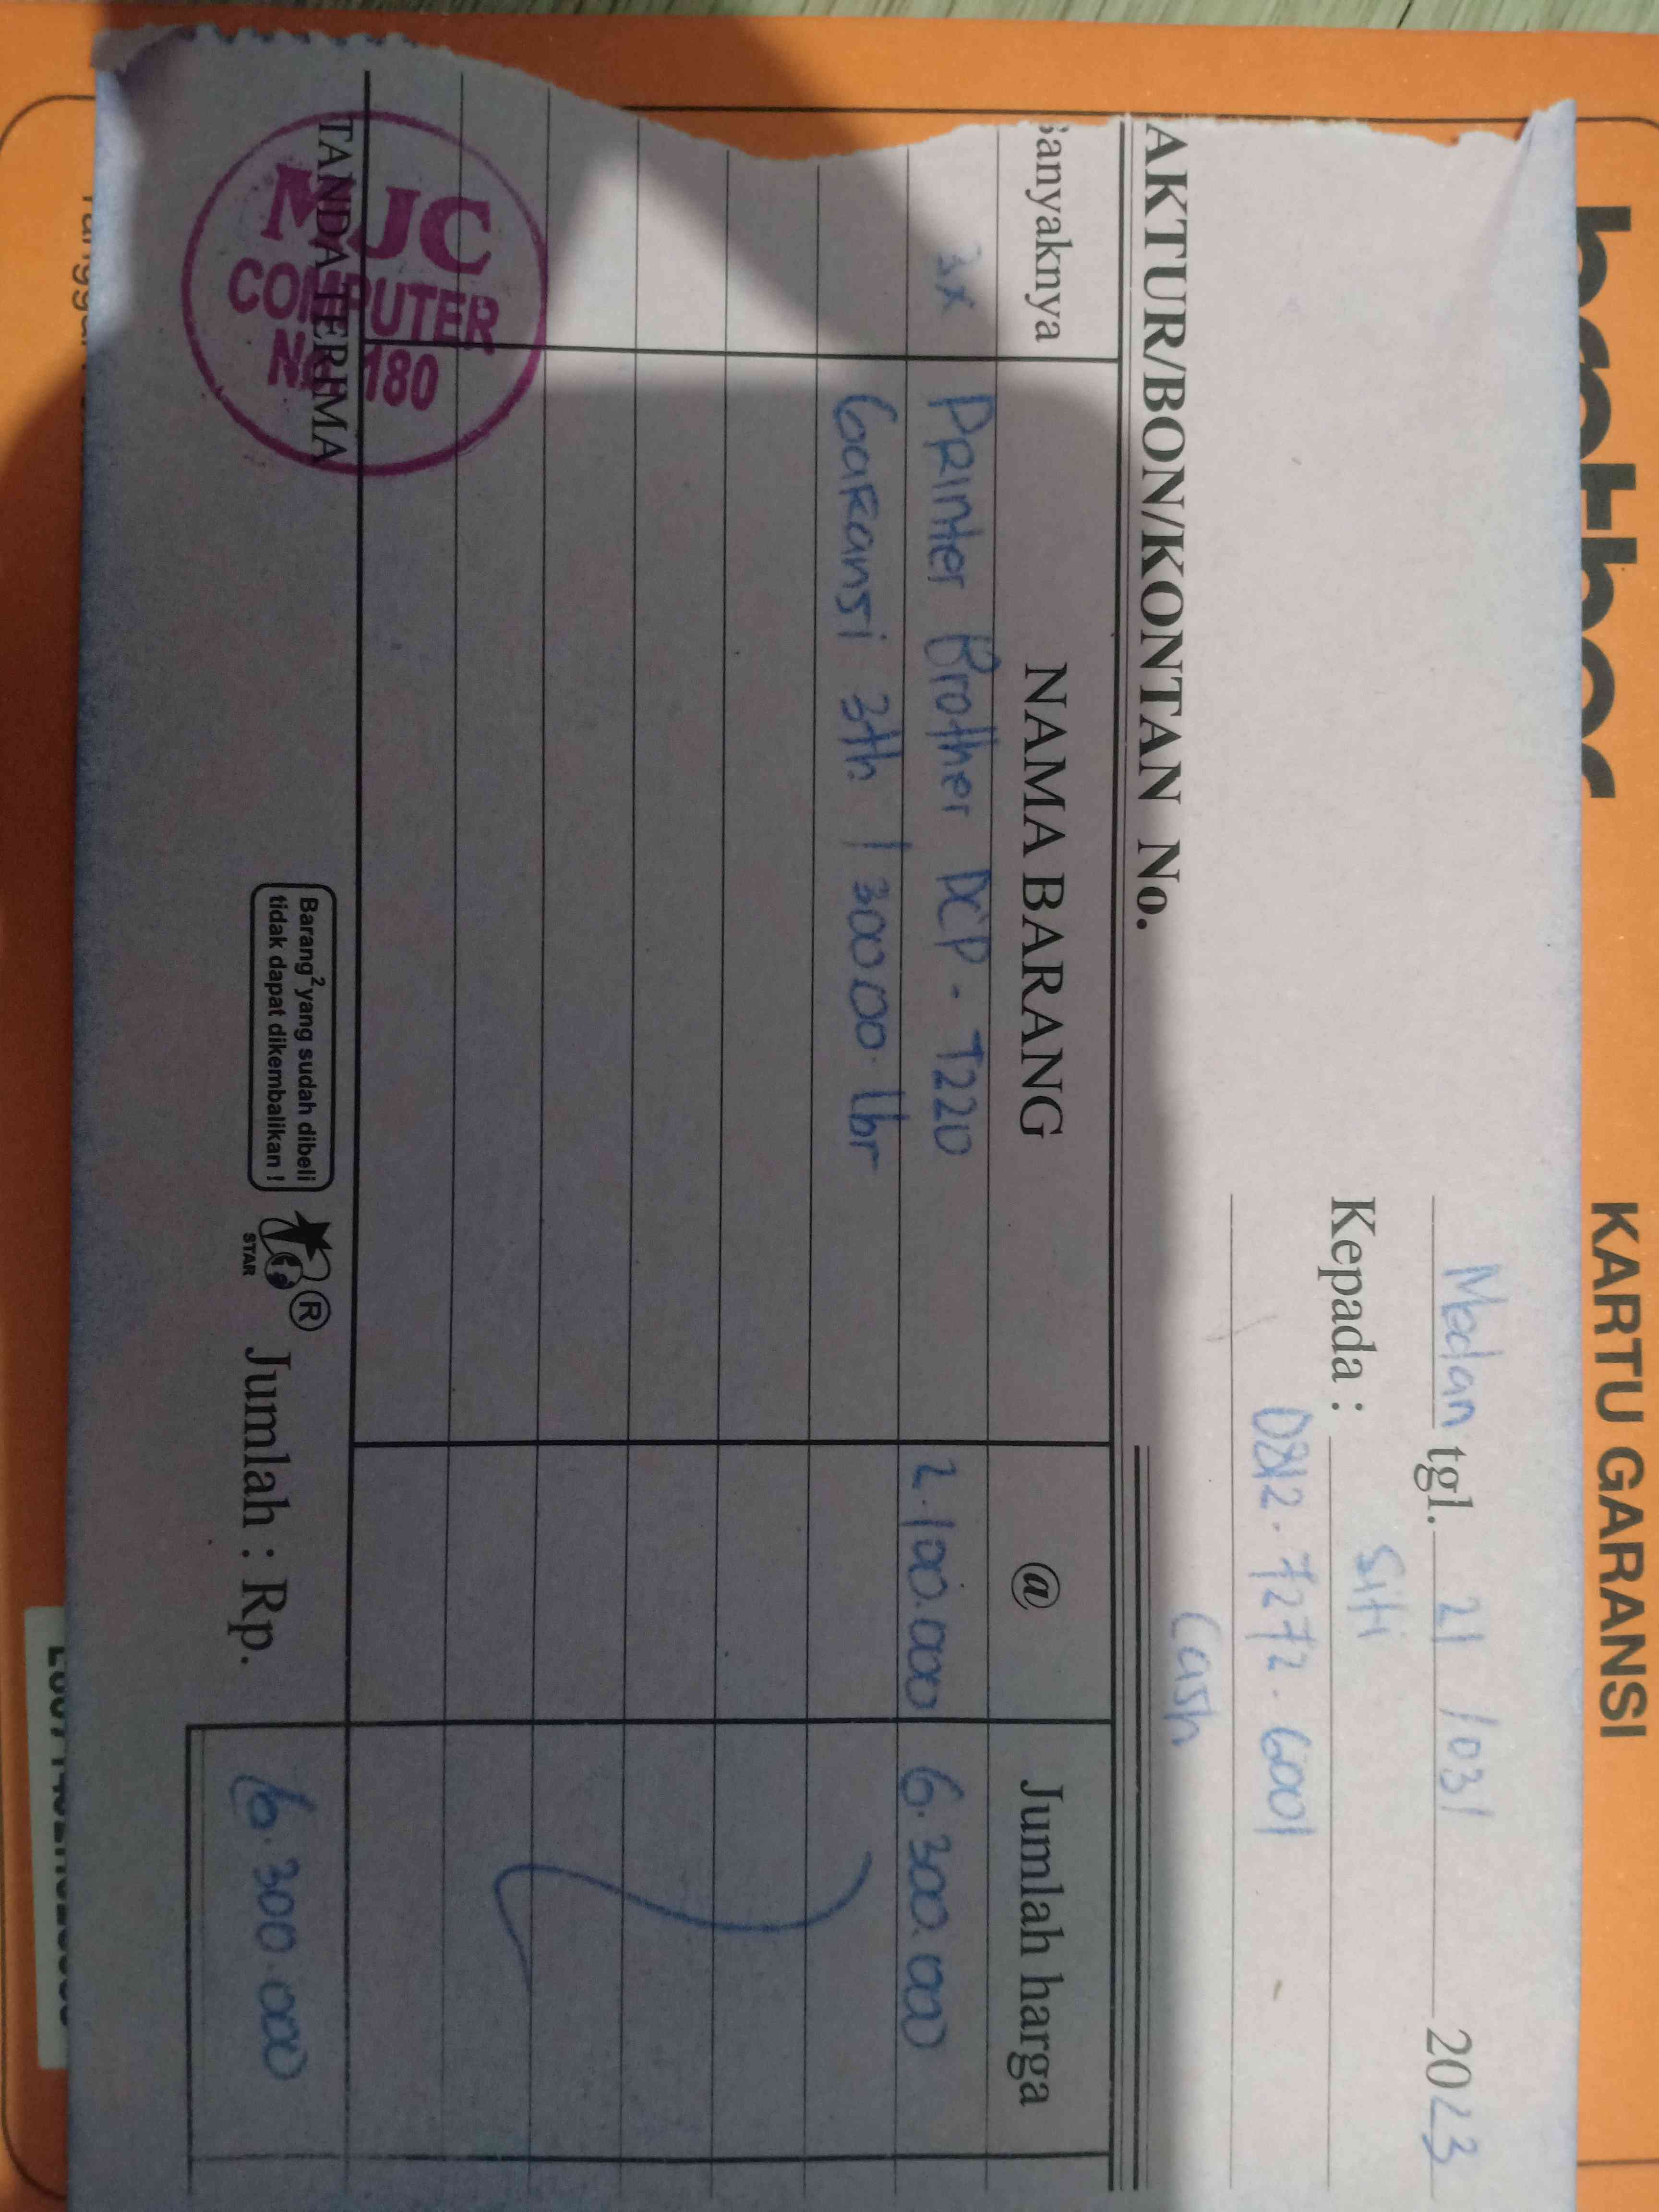 brother KARTU GARANSI
Medan tgl. 21 /03/ 2023
Kepada : Siti
0812-7272-6001
Cash
AKTUR/BON/KONTAN No.
Banyaknya NAMA BARANG @ Jumlah harga
3x Printer Brother DCP-T220 2.100.000 6.300.000
Garansi 3th / 30000 lbr
TANDA TERIMA
MJC
COMPUTER
No. 180
Barang² yang sudah dibeli
tidak dapat dikembalikan !
STAR
®
Jumlah : Rp. 6.300.000